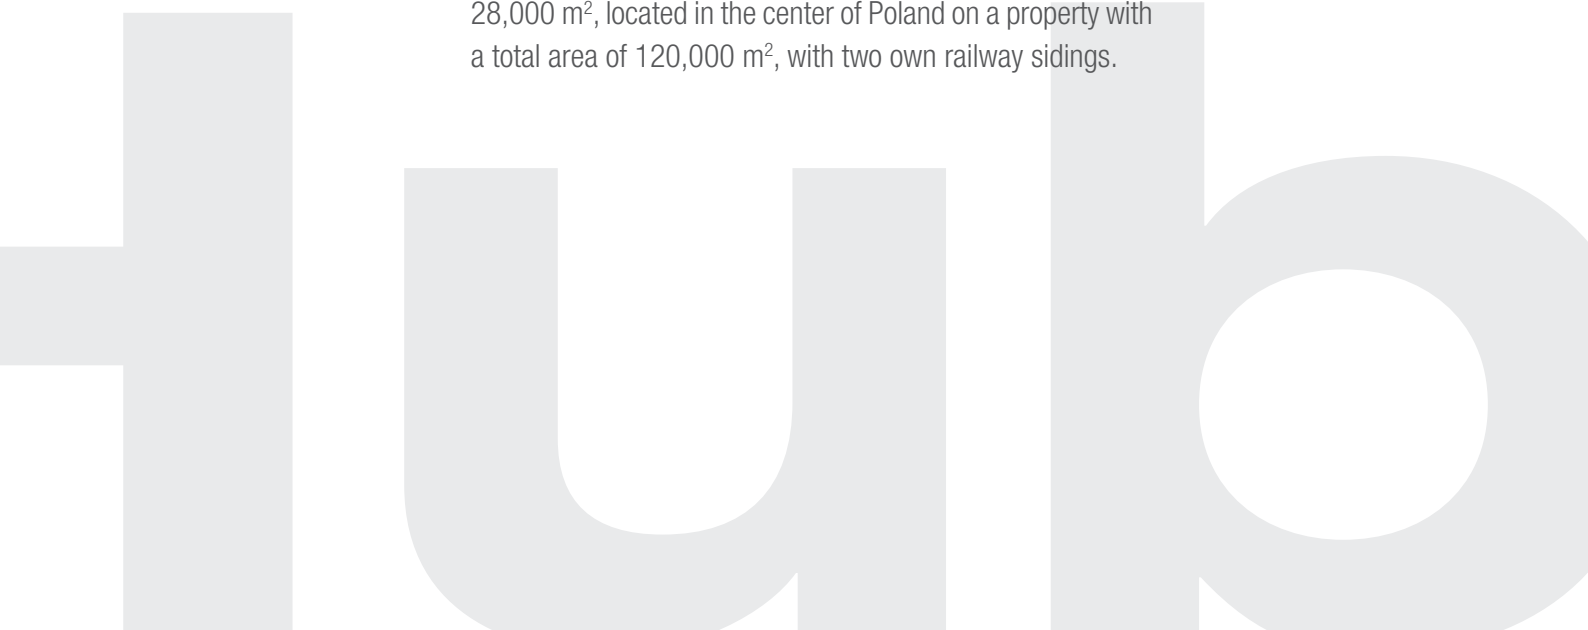 28,000 m², located in the center of Poland on a property with
a total area of 120,000 m², with two own railway sidings.
Hub